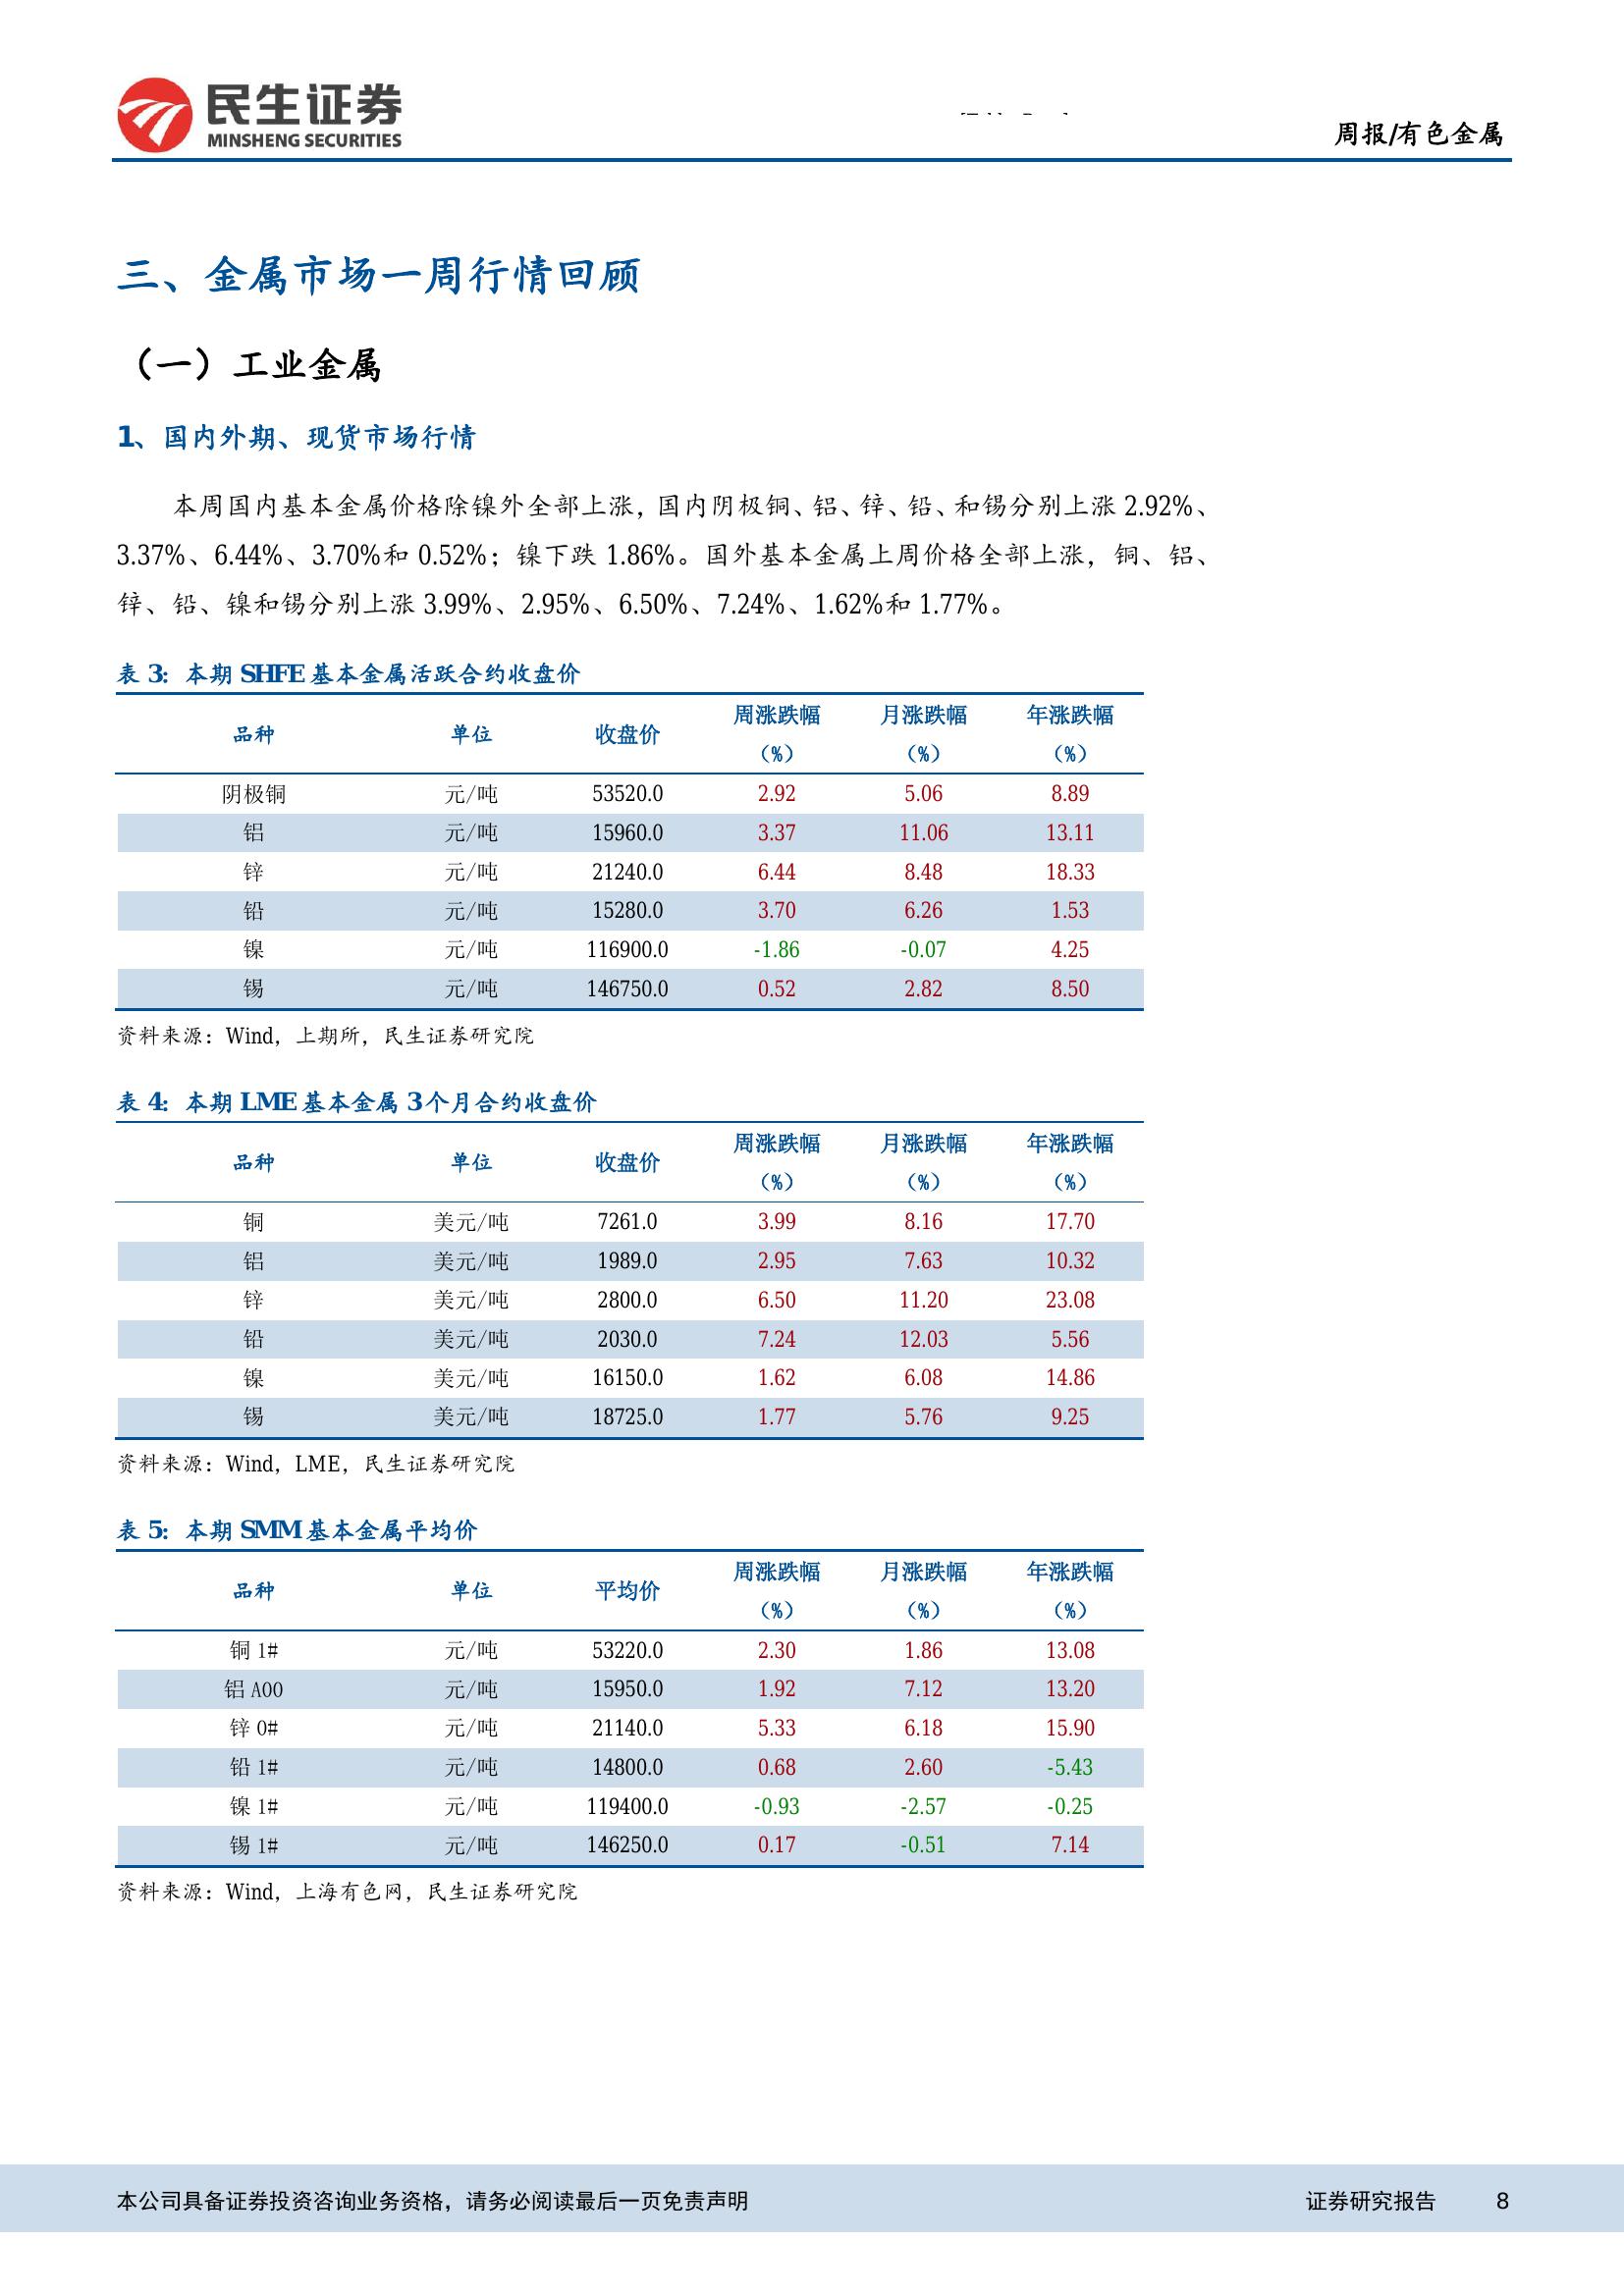 民生证券
MINSHENG SECURITIES
周报/有色金属
三、金属市场一周行情回顾
（一）工业金属
1、国内外期、现货市场行情
本周国内基本金属价格除镍外全部上涨，国内阴极铜、铝、锌、铅、和锡分别上涨 2.92%、
3.37%、6.44%、3.70%和 0.52%；镍下跌 1.86%。国外基本金属上周价格全部上涨，铜、铝、
锌、铅、镍和锡分别上涨 3.99%、2.95%、6.50%、7.24%、1.62%和 1.77%。
表 3：本期 SHFE 基本金属活跃合约收盘价
品种 单位 收盘价 周涨跌幅 月涨跌幅 年涨跌幅
（%） （%） （%）
阴极铜 元/吨 53520.0 2.92 5.06 8.89
铝 元/吨 15960.0 3.37 11.06 13.11
锌 元/吨 21240.0 6.44 8.48 18.33
铅 元/吨 15280.0 3.70 6.26 1.53
镍 元/吨 116900.0 -1.86 -0.07 4.25
锡 元/吨 146750.0 0.52 2.82 8.50
资料来源：Wind，上期所，民生证券研究院
表 4：本期 LME 基本金属 3 个月合约收盘价
品种 单位 收盘价 周涨跌幅 月涨跌幅 年涨跌幅
（%） （%） （%）
铜 美元/吨 7261.0 3.99 8.16 17.70
铝 美元/吨 1989.0 2.95 7.63 10.32
锌 美元/吨 2800.0 6.50 11.20 23.08
铅 美元/吨 2030.0 7.24 12.03 5.56
镍 美元/吨 16150.0 1.62 6.08 14.86
锡 美元/吨 18725.0 1.77 5.76 9.25
资料来源：Wind，LME，民生证券研究院
表 5：本期 SMM 基本金属平均价
品种 单位 平均价 周涨跌幅 月涨跌幅 年涨跌幅
（%） （%） （%）
铜 1# 元/吨 53220.0 2.30 1.86 13.08
铝 A00 元/吨 15950.0 1.92 7.12 13.20
锌 0# 元/吨 21140.0 5.33 6.18 15.90
铅 1# 元/吨 14800.0 0.68 2.60 -5.43
镍 1# 元/吨 119400.0 -0.93 -2.57 -0.25
锡 1# 元/吨 146250.0 0.17 -0.51 7.14
资料来源：Wind，上海有色网，民生证券研究院
本公司具备证券投资咨询业务资格，请务必阅读最后一页免责声明 证券研究报告 8